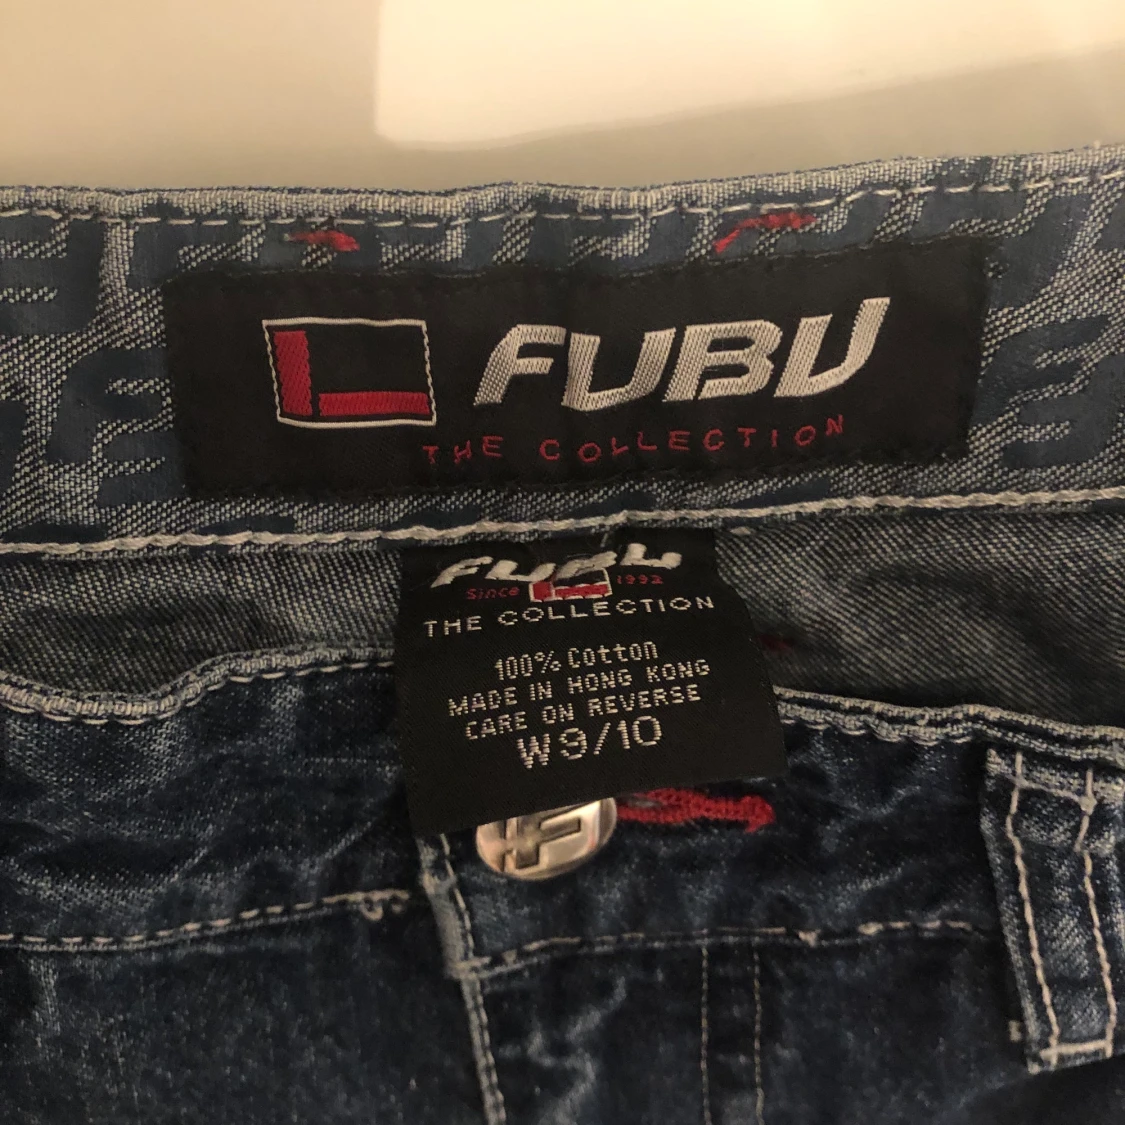 FUBU
THE COLLECTION
FUBU
Since 1992
THE COLLECTION
100% Cotton
MADE IN HONG KONG
CARE ON REVERSE
W9/10
F